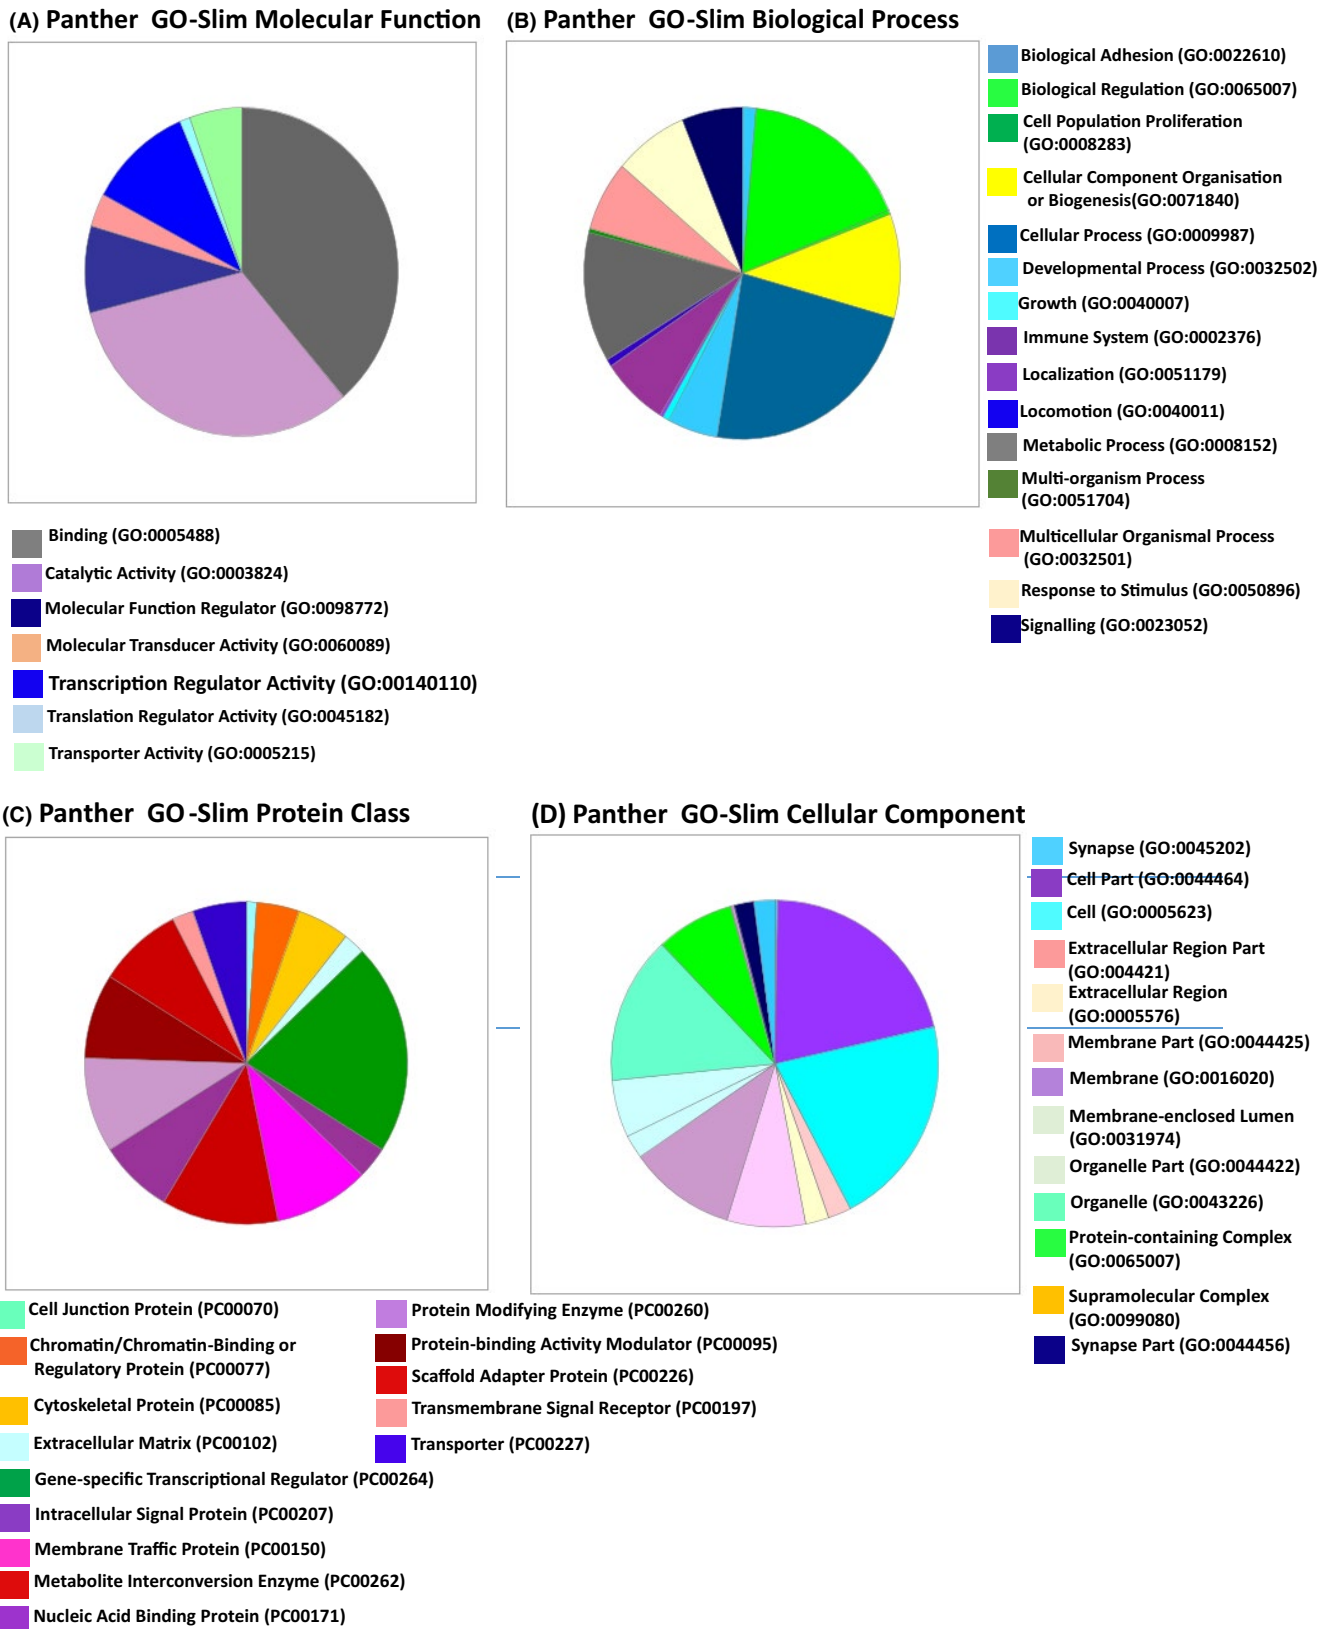 (A) Panther GO-Slim Molecular Function
Binding (GO:0005488)
Catalytic Activity (GO:0003824)
Molecular Function Regulator (GO:0098772)
Molecular Transducer Activity (GO:0060089)
Transcription Regulator Activity (GO:00140110)
Translation Regulator Activity (GO:0045182)
Transporter Activity (GO:0005215)
(B) Panther GO-Slim Biological Process
Biological Adhesion (GO:0022610)
Biological Regulation (GO:0065007)
Cell Population Proliferation
(GO:0008283)
Cellular Component Organisation
or Biogenesis(GO:0071840)
Cellular Process (GO:0009987)
Developmental Process (GO:0032502)
Growth (GO:0040007)
Immune System (GO:0002376)
Localization (GO:0051179)
Locomotion (GO:0040011)
Metabolic Process (GO:0008152)
Multi-organism Process
(GO:0051704)
Multicellular Organismal Process
(GO:0032501)
Response to Stimulus (GO:0050896)
Signalling (GO:0023052)
(C) Panther GO-Slim Protein Class
Cell Junction Protein (PC00070)
Chromatin/Chromatin-Binding or
Regulatory Protein (PC00077)
Cytoskeletal Protein (PC00085)
Extracellular Matrix (PC00102)
Gene-specific Transcriptional Regulator (PC00264)
Intracellular Signal Protein (PC00207)
Membrane Traffic Protein (PC00150)
Metabolite Interconversion Enzyme (PC00262)
Nucleic Acid Binding Protein (PC00171)
Protein Modifying Enzyme (PC00260)
Protein-binding Activity Modulator (PC00095)
Scaffold Adapter Protein (PC00226)
Transmembrane Signal Receptor (PC00197)
Transporter (PC00227)
(D) Panther GO-Slim Cellular Component
Synapse (GO:0045202)
Cell Part (GO:0044464)
Cell (GO:0005623)
Extracellular Region Part
(GO:004421)
Extracellular Region
(GO:0005576)
Membrane Part (GO:0044425)
Membrane (GO:0016020)
Membrane-enclosed Lumen
(GO:0031974)
Organelle Part (GO:0044422)
Organelle (GO:0043226)
Protein-containing Complex
(GO:0065007)
Supramolecular Complex
(GO:0099080)
Synapse Part (GO:0044456)